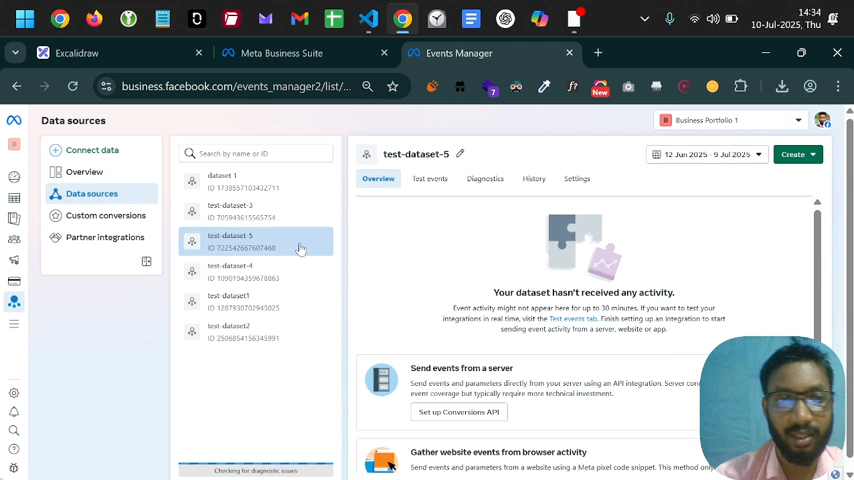 14:34
10-Jul-2025, Thu
Excalidraw
Meta Business Suite
Events Manager
business.facebook.com/events_manager2/list/...
New
7
f?
Data sources
Business Portfolio 1
B
B
Connect data
Overview
Data sources
Custom conversions
Partner integrations
Search by name or ID
dataset 1
ID 1738557103432711
test-dataset-3
ID 705943615565754
test-dataset-5
ID 722542667607460
test-dataset-4
ID 1090194359678863
test-dataset1
ID 1287930702945025
test-dataset2
ID 2506854156345991
Checking for diagnostic issues
test-dataset-5
12 Jun 2025 - 9 Jul 2025
Create
Overview
Test events
Diagnostics
History
Settings
Your dataset hasn't received any activity.
Event activity might not appear here for up to 30 minutes. If you want to test your
integrations in real time, visit the Test events tab. Finish setting up an integration to start
sending event activity from a server, website or app.
Send events from a server
Send events and parameters directly from your server using an API integration. Server con
event coverage but typically require more technical investment.
Set up Conversions API
Gather website events from browser activity
Send events and parameters from a website using a Meta pixel code snippet. This method only